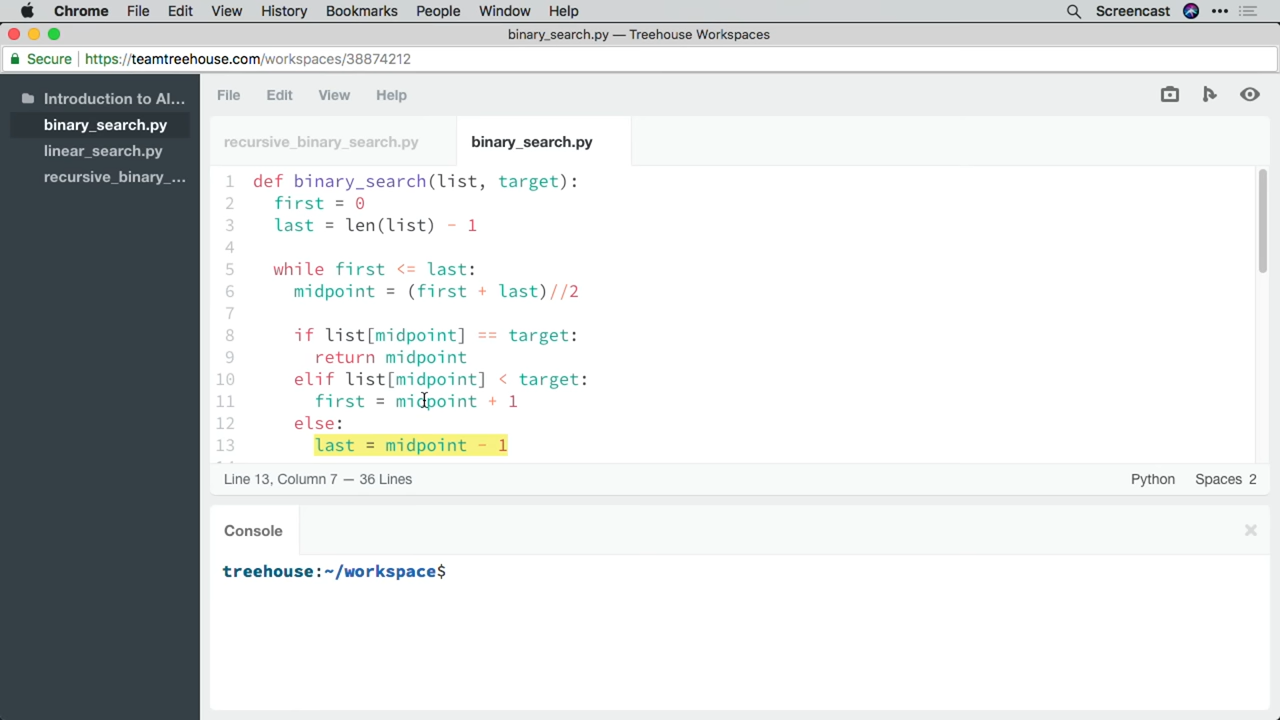 Chrome File Edit View History Bookmarks People Window Help Screencast
binary_search.py — Treehouse Workspaces
Secure https://teamtreehouse.com/workspaces/38874212
Introduction to Al...
binary_search.py
linear_search.py
recursive_binary_...
File Edit View Help
recursive_binary_search.py binary_search.py
1 def binary_search(list, target):
2 first = 0
3 last = len(list) - 1
4
5 while first <= last:
6 midpoint = (first + last)//2
7
8 if list[midpoint] == target:
9 return midpoint
10 elif list[midpoint] < target:
11 first = midpoint + 1
12 else:
13 last = midpoint - 1
Line 13, Column 7 — 36 Lines Python Spaces 2
Console
treehouse:~/workspace$